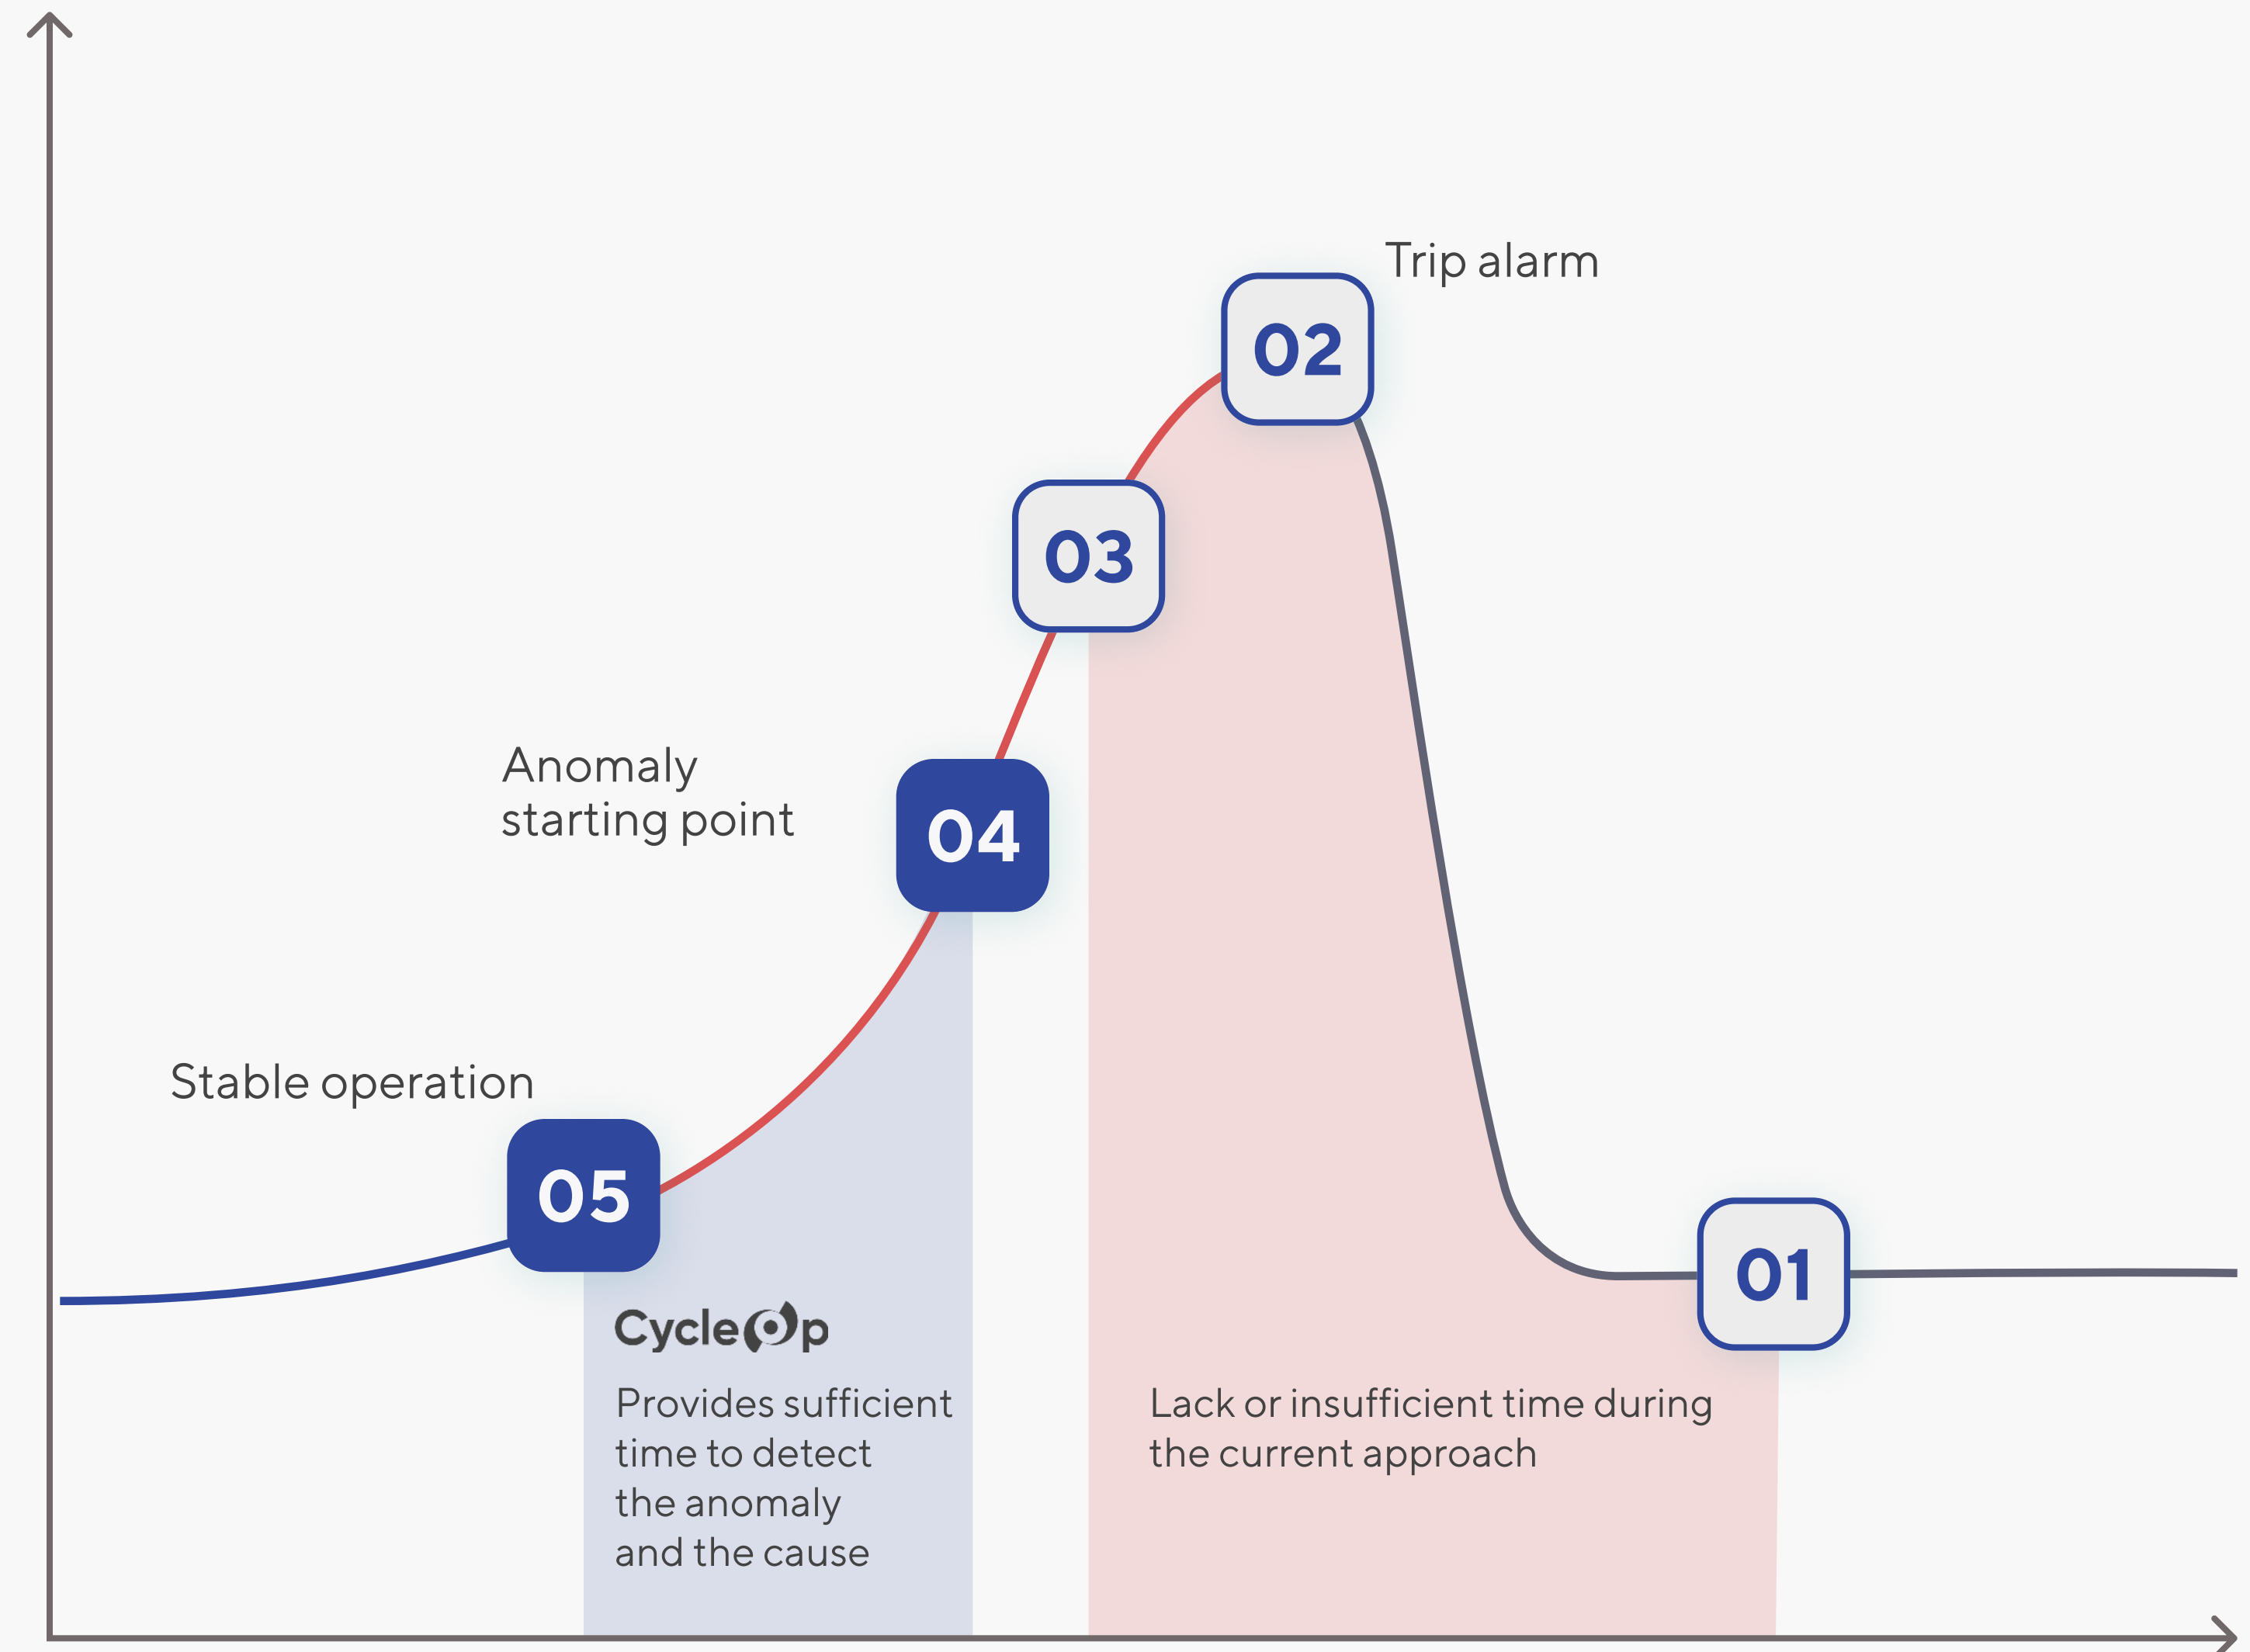 Trip alarm
02
03
Anomaly
starting point
04
Stable operation
05
01
CycleOp
Provides sufficient
time to detect
the anomaly
and the cause
Lack or insufficient time during
the current approach